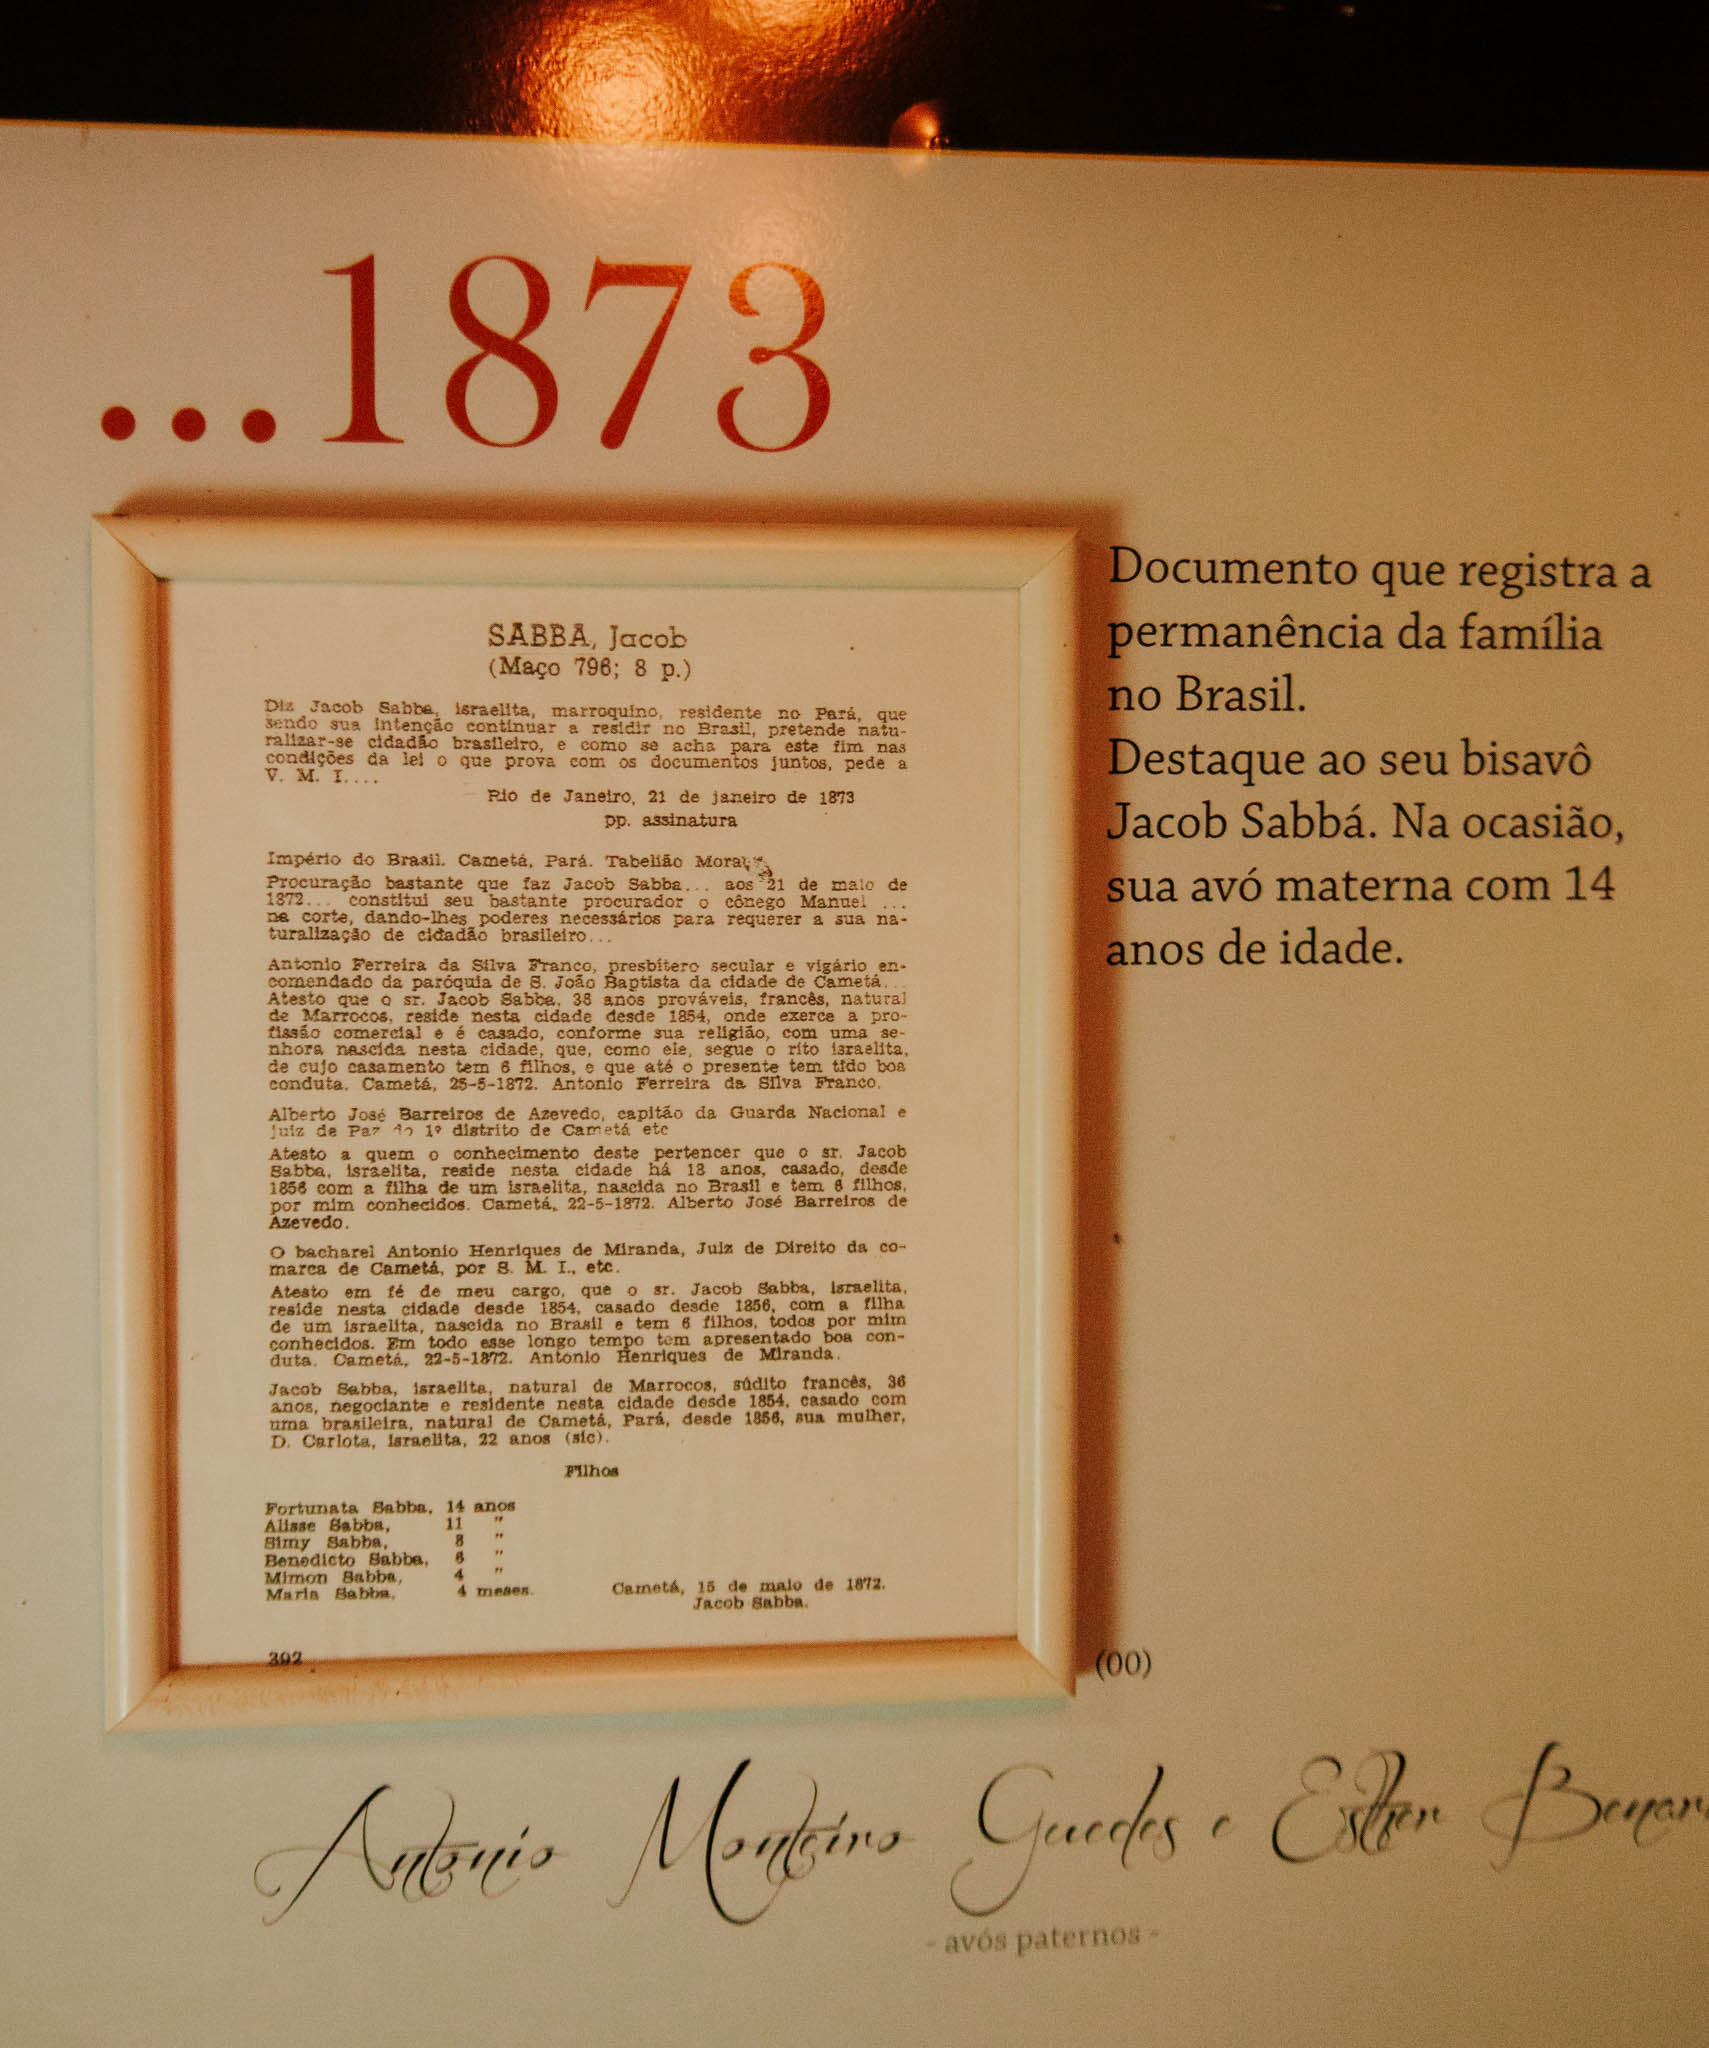 ...1873
SABBA, Jacob
(Maço 796; 8 p.)
Diz Jacob Sabba, israelita, marroquino, residente no Pará, que
sendo sua intenção continuar a residir no Brasil, pretende natu-
ralizar-se cidadão brasileiro, e como se acha para este fim nas
condições da lei o que prova com os documentos juntos, pede a
V. M. I....
Rio de Janeiro, 21 de janeiro de 1873
pp. assinatura
Império do Brasil. Cametá, Pará. Tabelião
Procuração bastante que faz Jacob Sabba... aos 21 de maio de
1872... constitui seu bastante procurador o cônego Manuel ...
na corte, dando-lhes poderes necessários para requerer a sua na-
turalização de cidadão brasileiro...
Antonio Ferreira da Silva Franco, presbítero secular e vigário en-
comendado da paróquia de S. João Baptista da cidade de Cametá...
Atesto que o sr. Jacob Sabba, 36 anos prováveis, francês, natural
de Marrocos, reside nesta cidade desde 1854, onde exerce a pro-
fissão comercial e é casado, conforme sua religião, com uma se-
nhora nascida nesta cidade, que, como ele, segue o rito israelita,
de cujo casamento tem 6 filhos, e que até o presente tem tido boa
conduta. Cametá, 25-5-1872. Antonio Ferreira da Silva Franco.
Alberto José Barreiros de Azevedo, capitão da Guarda Nacional e
juiz de Paz do 1º distrito de Cametá etc
Atesto a quem o conhecimento deste pertencer que o sr. Jacob
Sabba, israelita, reside nesta cidade há 18 anos, casado, desde
1856 com a filha de um israelita, nascida no Brasil e tem 6 filhos,
por mim conhecidos. Cametá, 22-5-1872. Alberto José Barreiros de
Azevedo.
O bacharel Antonio Henriques de Miranda, Juiz de Direito da co-
marca de Cametá, por S. M. I., etc.
Atesto em fé de meu cargo, que o sr. Jacob Sabba, israelita,
reside nesta cidade desde 1854, casado desde 1856, com a filha
de um israelita, nascida no Brasil e tem 6 filhos, todos por mim
conhecidos. Em todo esse longo tempo tem apresentado boa con-
duta. Cametá, 22-5-1872. Antonio Henriques de Miranda.
Jacob Sabba, israelita, natural de Marrocos, súdito francês, 36
anos, negociante e residente nesta cidade desde 1854, casado com
uma brasileira, natural de Cametá, Pará, desde 1856, sua mulher,
D. Carlota, israelita, 22 anos (sic).
Filhos
Fortunata Sabba, 14 anos
Alisse Sabba, 11 "
Simy Sabba, 8 "
Benedicto Sabba, 6 "
Mimon Sabba, 4 "
Maria Sabba, 4 meses.
Cametá, 15 de maio de 1872.
Jacob Sabba.
302
Documento que registra a
permanência da família
no Brasil.
Destaque ao seu bisavô
Jacob Sabbá. Na ocasião,
sua avó materna com 14
anos de idade.
(00)
Antonio Monteiro Guedes e Esther
- avós paternos -